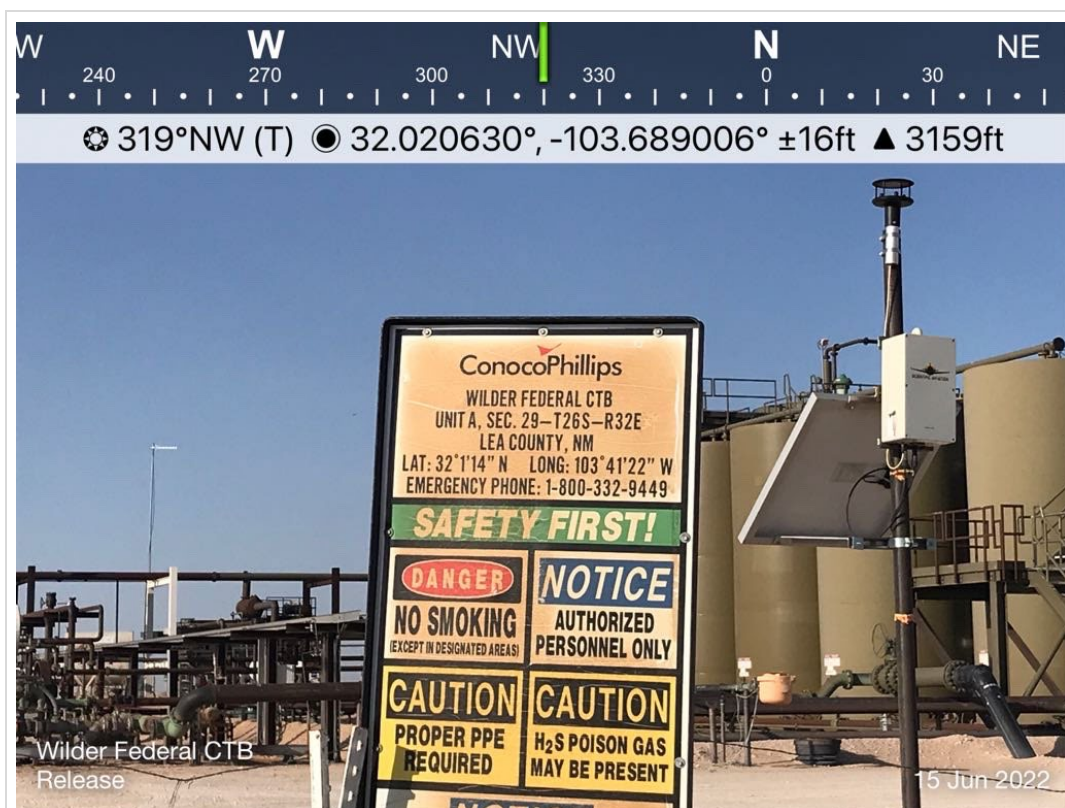 W W NW N NE
240 270 300 330 0 30
319°NW (T) 32.020630°, -103.689006° ±16ft ▲ 3159ft
ConocoPhillips
WILDER FEDERAL CTB
UNIT A, SEC. 29-T26S-R32E
LEA COUNTY, NM
LAT: 32°1'14" N LONG: 103°41'22" W
EMERGENCY PHONE: 1-800-332-9449
SAFETY FIRST!
DANGER
NO SMOKING
(EXCEPT IN DESIGNATED AREAS)
NOTICE
AUTHORIZED
PERSONNEL ONLY
CAUTION
PROPER PPE
REQUIRED
CAUTION
H₂S POISON GAS
MAY BE PRESENT
NOTICE
Wilder Federal CTB
Release
15 Jun 2022